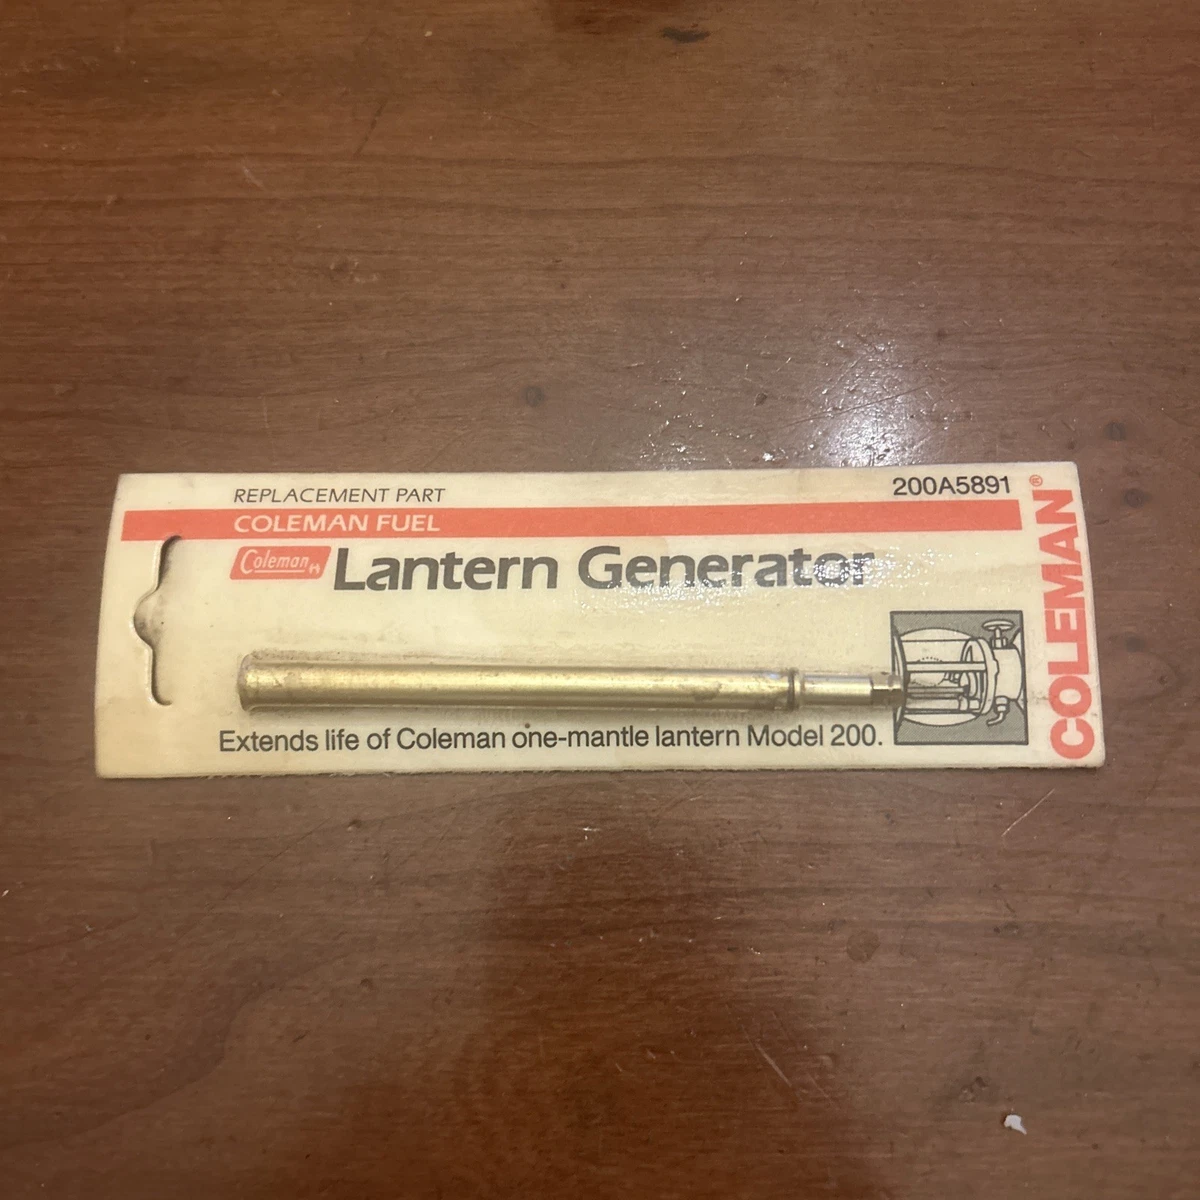 REPLACEMENT PART
200A5891
COLEMAN FUEL
Coleman
Lantern Generator
Extends life of Coleman one-mantle lantern Model 200.
COLEMAN®